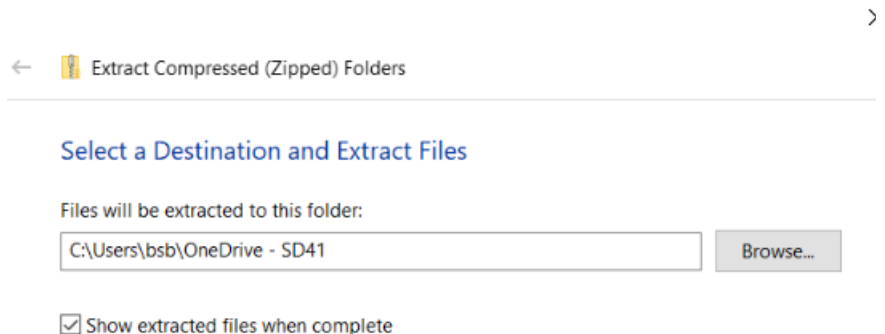 Extract Compressed (Zipped) Folders
Select a Destination and Extract Files
Files will be extracted to this folder:
C:\Users\bsb\OneDrive - SD41
Browse...
Show extracted files when complete